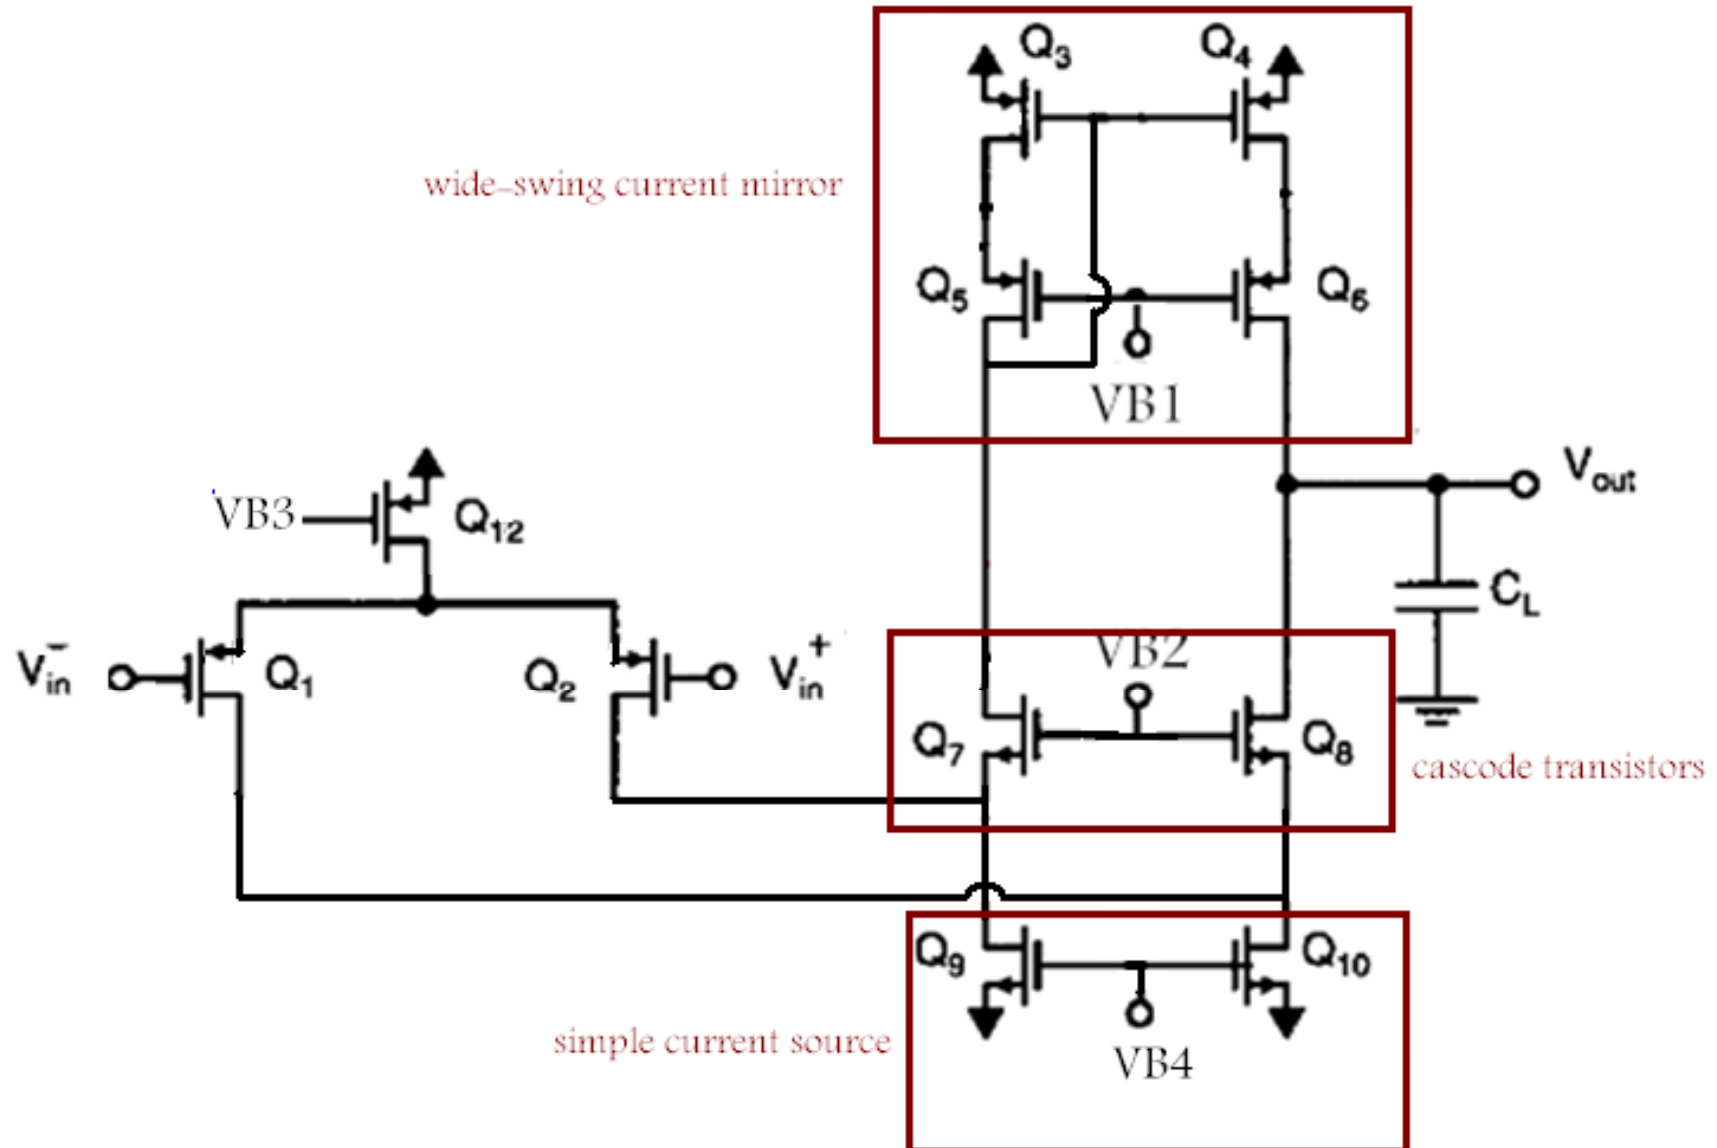 Q3
Q4
wide-swing current mirror
Q5
Q6
VB1
Vout
VB3
Q12
CL
Vin-
Q1
Q2
Vin+
VB2
Q7
Q8
cascode transistors
Q9
Q10
simple current source
VB4